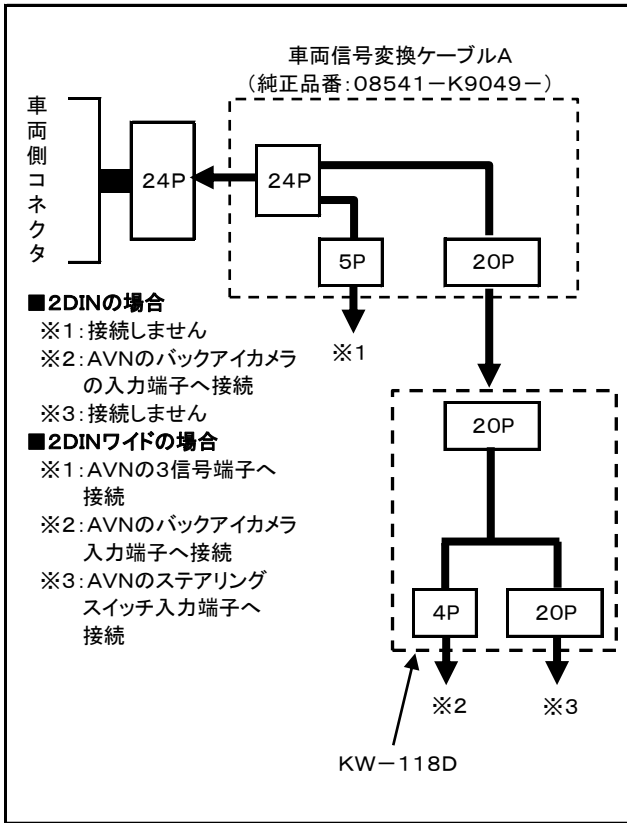 車両信号変換ケーブルA
（純正品番：08541－K9049－）
車両側コネクタ
24P
24P
5P
20P
※1
■2DINの場合
※1：接続しません
※2：AVNのバックアイカメラ
の入力端子へ接続
※3：接続しません
■2DINワイドの場合
※1：AVNの3信号端子へ
接続
※2：AVNのバックアイカメラ
入力端子へ接続
※3：AVNのステアリング
スイッチ入力端子へ
接続
20P
4P
20P
※2
※3
KW－118D